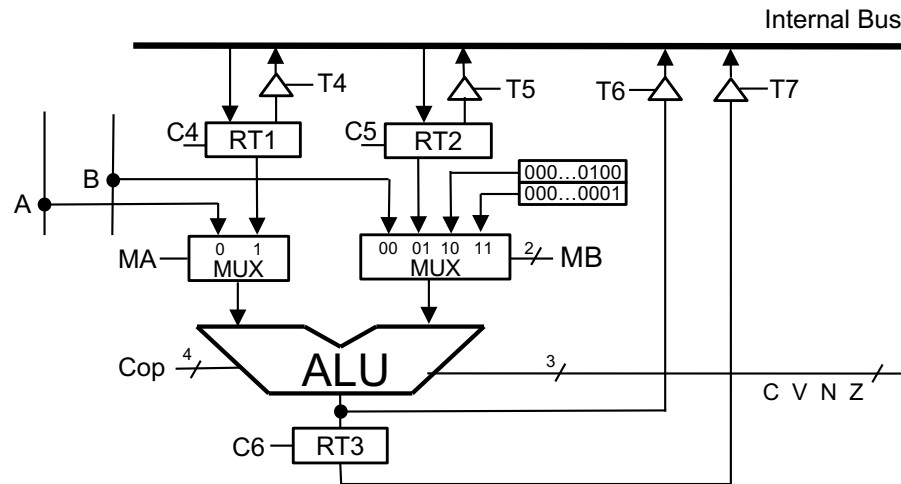 Internal Bus
T4
T5
T6
T7
C4
RT1
C5
RT2
B
000...0100
000...0001
A
0 1
MUX
MA
00 01 10 11
MUX
2
MB
Cop
4
ALU
3
C V N Z
C6
RT3